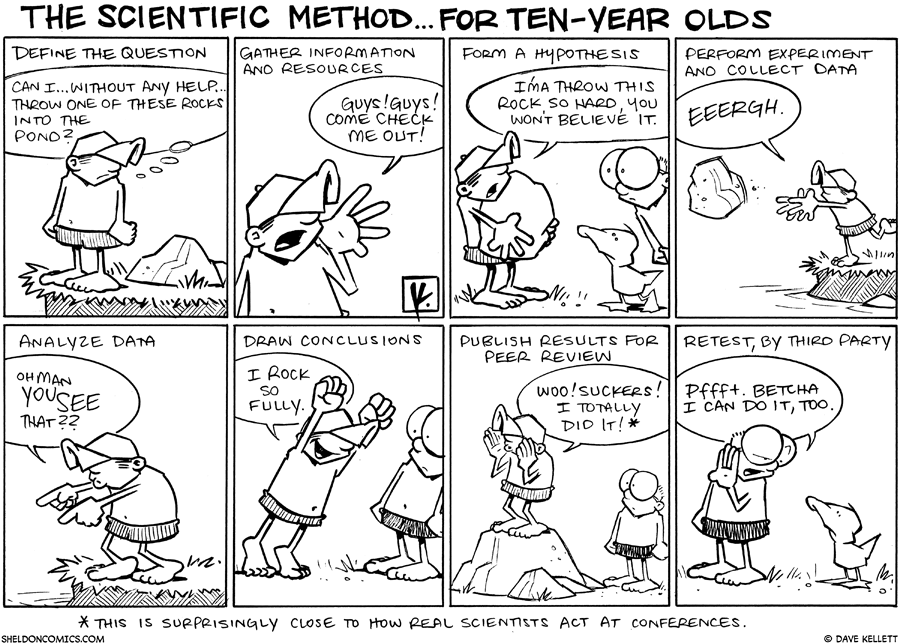 THE SCIENTIFIC METHOD...FOR TEN-YEAR OLDS
DEFINE THE QUESTION
CAN I...WITHOUT ANY HELP...
THROW ONE OF THESE ROCKS
INTO THE
POND?
GATHER INFORMATION
AND RESOURCES
GUYS! GUYS!
COME CHECK
ME OUT!
FORM A HYPOTHESIS
I'MA THROW THIS
ROCK SO HARD, YOU
WON'T BELIEVE IT.
PERFORM EXPERIMENT
AND COLLECT DATA
EEERGH.
ANALYZE DATA
OH MAN
YOU SEE
THAT??
DRAW CONCLUSIONS
I ROCK
SO
FULLY.
PUBLISH RESULTS FOR
PEER REVIEW
WOO! SUCKERS!
I TOTALLY
DID IT!*
RETEST, BY THIRD PARTY
Pffft. BETCHA
I CAN DO IT, TOO.
* THIS IS SURPRISINGLY CLOSE TO HOW REAL SCIENTISTS ACT AT CONFERENCES.
SHELDONCOMICS.COM
© DAVE KELLETT